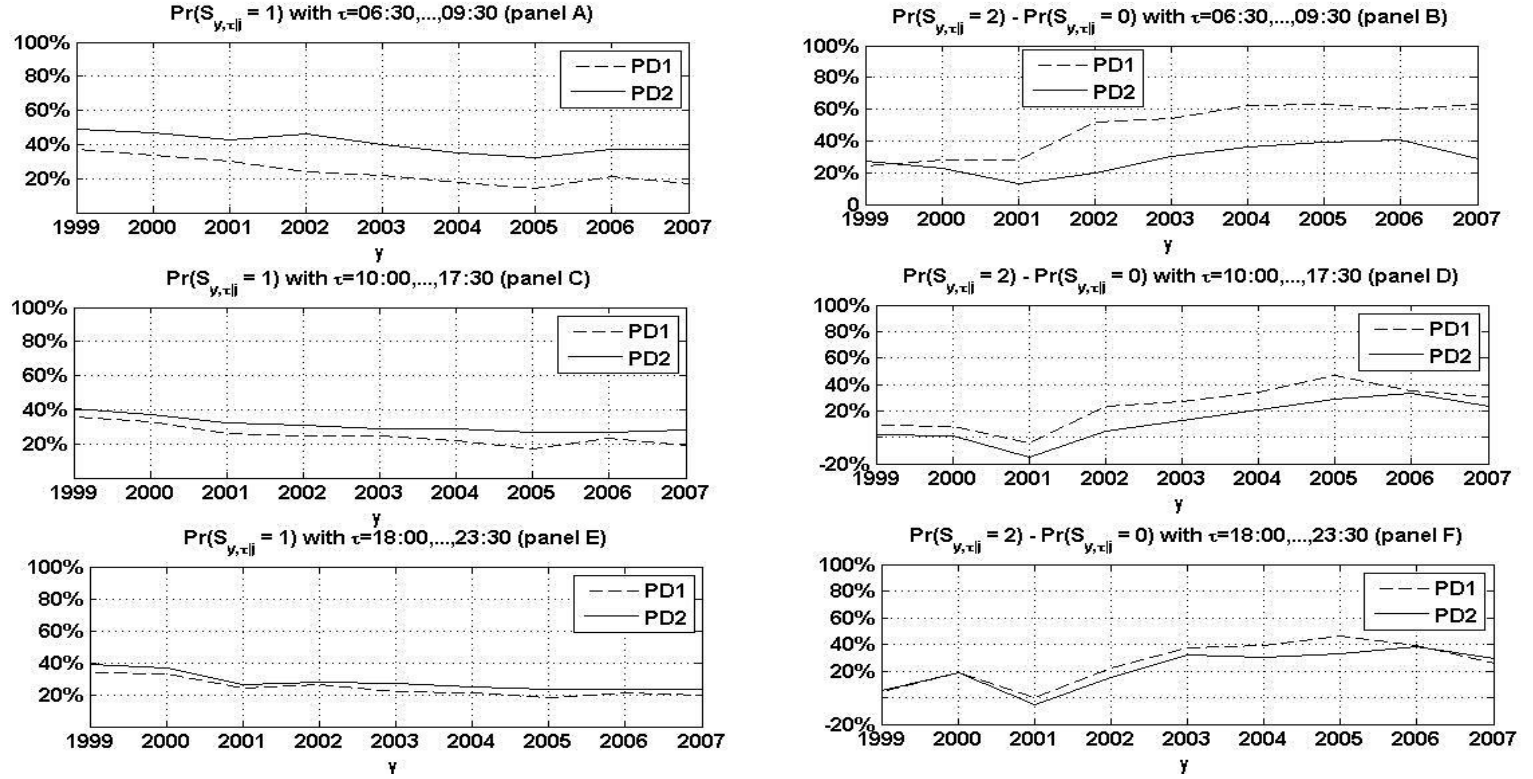 Pr(S_{y,τ|j} = 1) with τ=06:30,...,09:30 (panel A)
100%
80%
60%
40%
20%
PD1
PD2
1999 2000 2001 2002 2003 2004 2005 2006 2007
y
Pr(S_{y,τ|j} = 2) - Pr(S_{y,τ|j} = 0) with τ=06:30,...,09:30 (panel B)
100%
80%
60%
40%
20%
0
PD1
PD2
1999 2000 2001 2002 2003 2004 2005 2006 2007
y
Pr(S_{y,τ|j} = 1) with τ=10:00,...,17:30 (panel C)
100%
80%
60%
40%
20%
PD1
PD2
1999 2000 2001 2002 2003 2004 2005 2006 2007
y
Pr(S_{y,τ|j} = 2) - Pr(S_{y,τ|j} = 0) with τ=10:00,...,17:30 (panel D)
100%
80%
60%
40%
20%
-20%
PD1
PD2
1999 2000 2001 2002 2003 2004 2005 2006 2007
y
Pr(S_{y,τ|j} = 1) with τ=18:00,...,23:30 (panel E)
100%
80%
60%
40%
20%
PD1
PD2
1999 2000 2001 2002 2003 2004 2005 2006 2007
y
Pr(S_{y,τ|j} = 2) - Pr(S_{y,τ|j} = 0) with τ=18:00,...,23:30 (panel F)
100%
80%
60%
40%
20%
-20%
PD1
PD2
1999 2000 2001 2002 2003 2004 2005 2006 2007
y